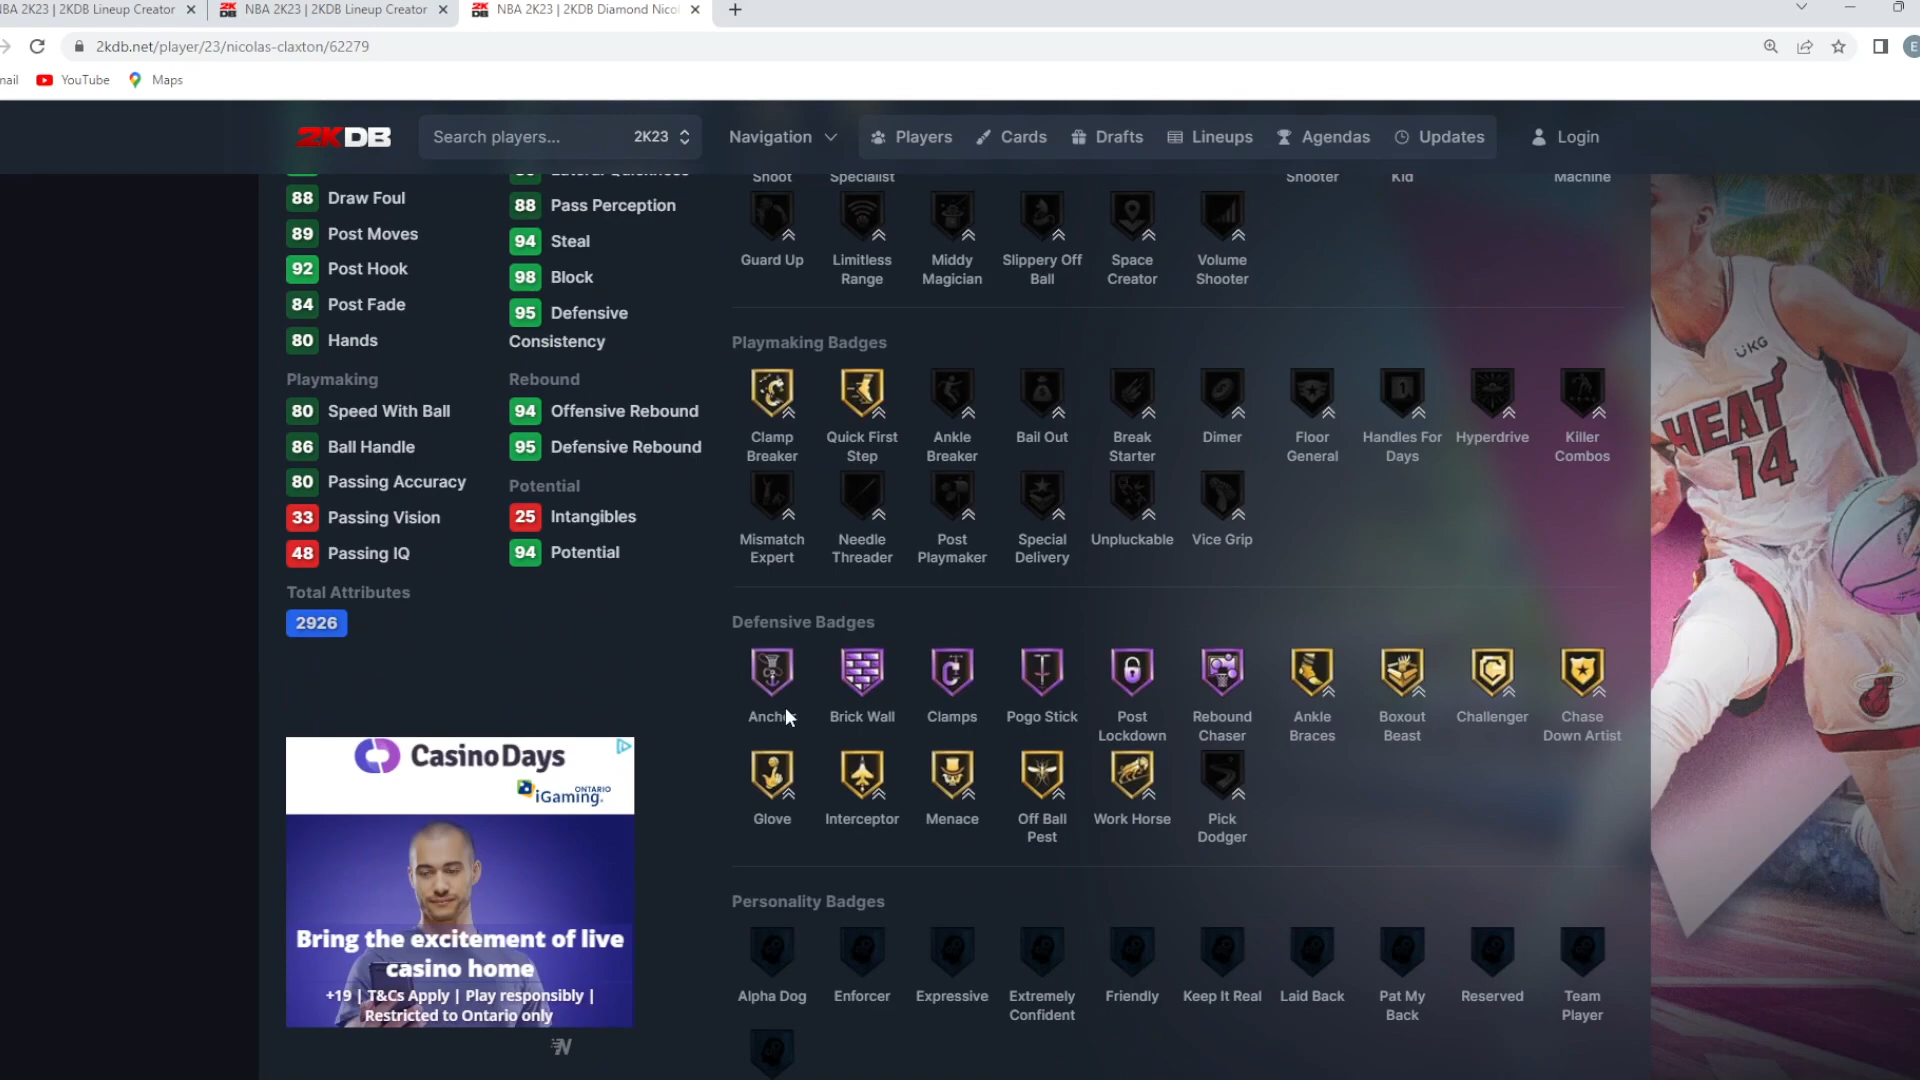 NBA 2K23 | 2KDB Lineup Creator
NBA 2K23 | 2KDB Lineup Creator
NBA 2K23 | 2KDB Diamond Nico
2kdb.net/player/23/nicolas-claxton/62279
E
mail
YouTube
Maps
2KDB
Search players...
2K23
Navigation
Players
Cards
Drafts
Lineups
Agendas
Updates
Login
88 Draw Foul
89 Post Moves
92 Post Hook
84 Post Fade
80 Hands
Playmaking
80 Speed With Ball
86 Ball Handle
80 Passing Accuracy
33 Passing Vision
48 Passing IQ
Total Attributes
2926
Lateral Quickness
88 Pass Perception
94 Steal
98 Block
95 Defensive
Consistency
Rebound
94 Offensive Rebound
95 Defensive Rebound
Potential
25 Intangibles
94 Potential
Shoot
Specialist
Shooter
Kid
Machine
Guard Up
Limitless
Range
Middy
Magician
Slippery Off
Ball
Space
Creator
Volume
Shooter
Playmaking Badges
Clamp
Breaker
Quick First
Step
Ankle
Breaker
Bail Out
Break
Starter
Dimer
Floor
General
Handles For
Days
Hyperdrive
Killer
Combos
Mismatch
Expert
Needle
Threader
Post
Playmaker
Special
Delivery
Unpluckable
Vice Grip
Defensive Badges
Anchor
Brick Wall
Clamps
Pogo Stick
Post
Lockdown
Rebound
Chaser
Ankle
Braces
Boxout
Beast
Challenger
Chase
Down Artist
Glove
Interceptor
Menace
Off Ball
Pest
Work Horse
Pick
Dodger
Personality Badges
Alpha Dog
Enforcer
Expressive
Extremely
Confident
Friendly
Keep It Real
Laid Back
Pat My
Back
Reserved
Team
Player
CasinoDays
ONTARIO
iGaming.
Bring the excitement of live
casino home
+19 | T&Cs Apply | Play responsibly |
Restricted to Ontario only
UKG
HEAT
14